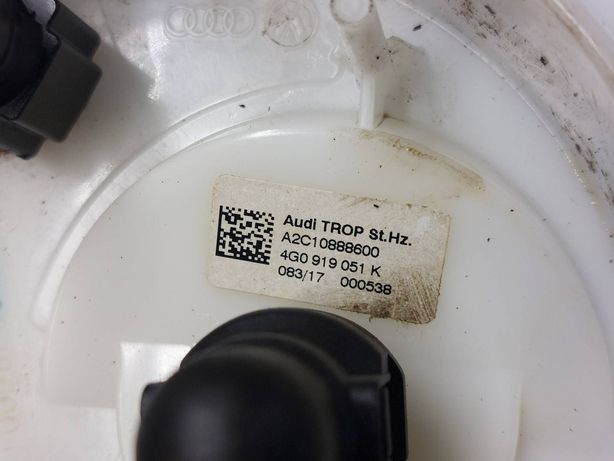 Audi TROP St.Hz.
A2C10888600
4G0 919 051 K
083/17 000538